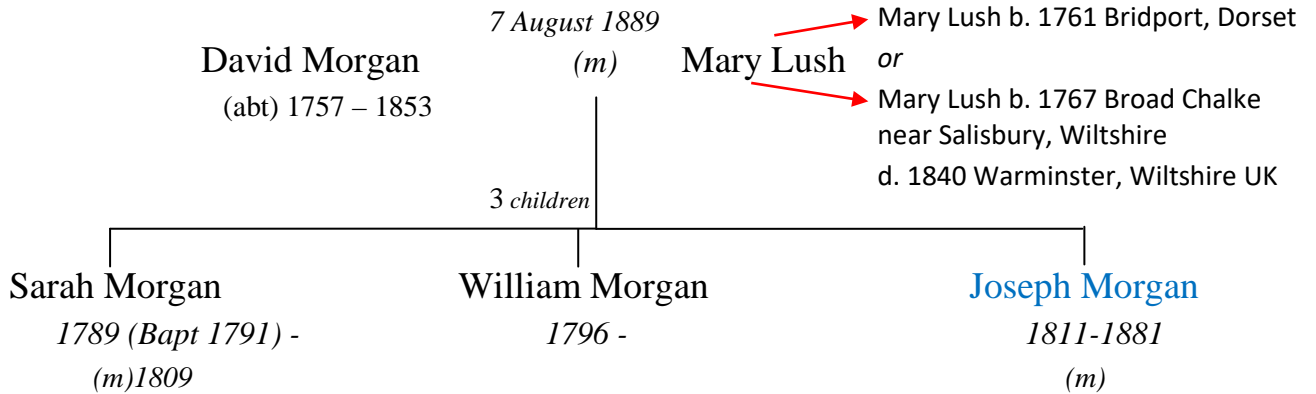 7 August 1889
(m)
David Morgan
(abt) 1757 – 1853
Mary Lush
Mary Lush b. 1761 Bridport, Dorset
or
Mary Lush b. 1767 Broad Chalke
near Salisbury, Wiltshire
d. 1840 Warminster, Wiltshire UK
3 children
Sarah Morgan
1789 (Bapt 1791) -
(m)1809
William Morgan
1796 -
Joseph Morgan
1811-1881
(m)